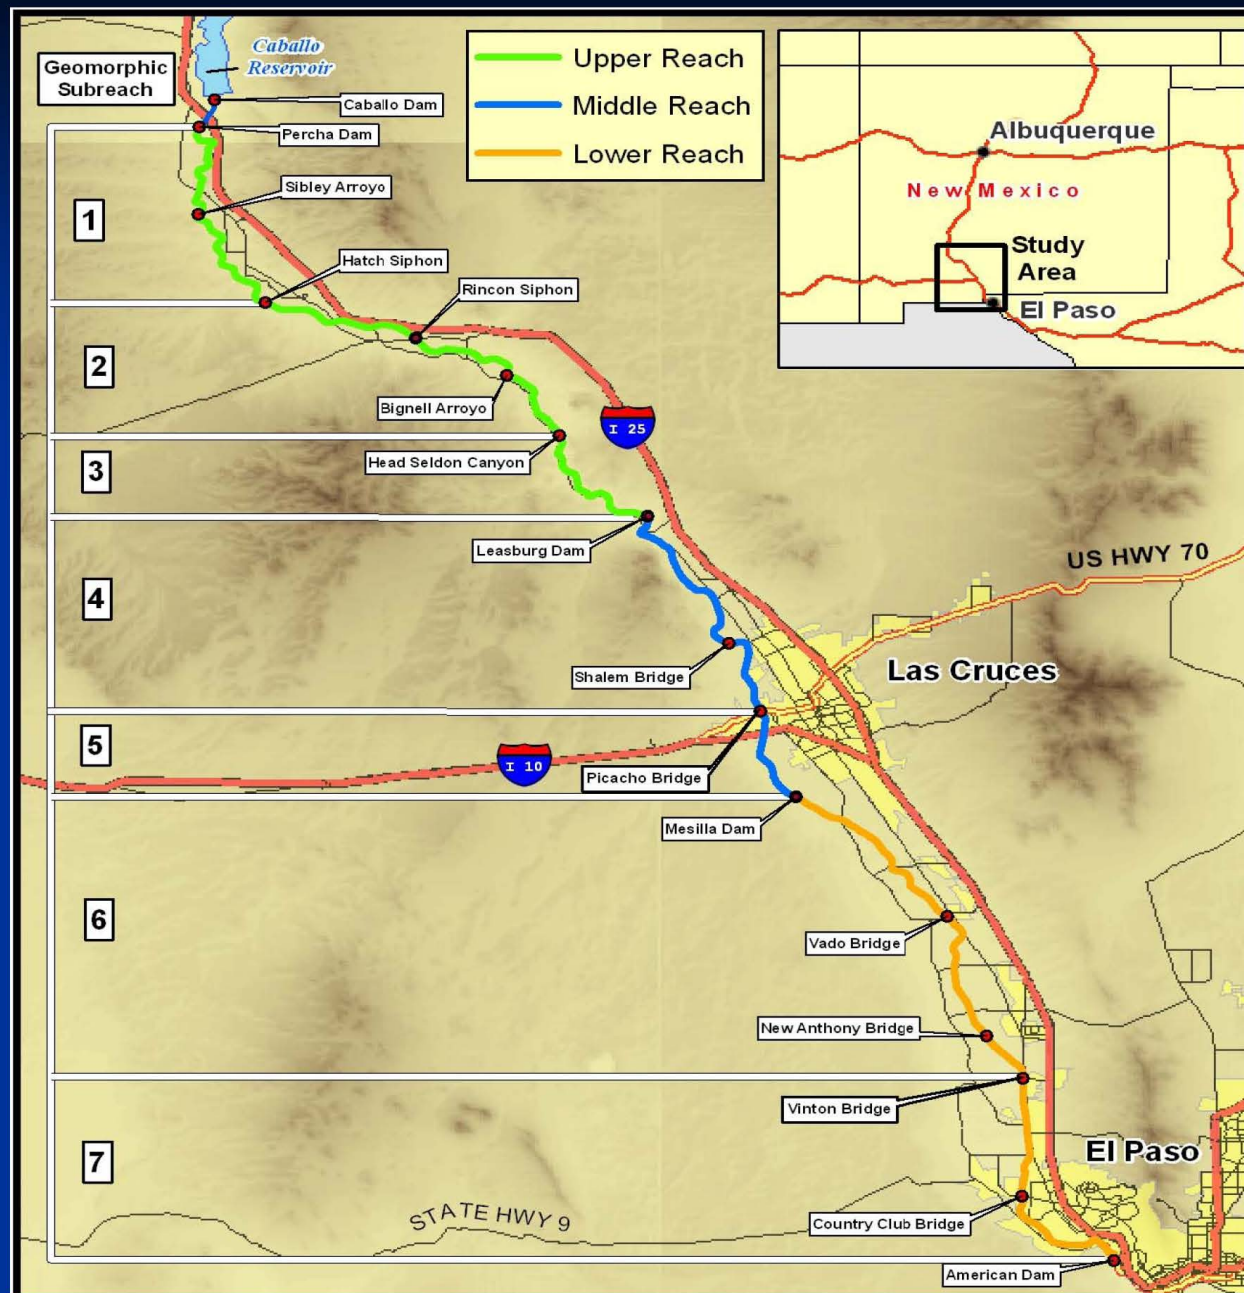 Geomorphic
Subreach
Caballo
Reservoir
Caballo Dam
Percha Dam
Sibley Arroyo
Hatch Siphon
Rincon Siphon
Bignell Arroyo
Head Seldon Canyon
Leasburg Dam
Shalem Bridge
Picacho Bridge
Mesilla Dam
Vado Bridge
New Anthony Bridge
Vinton Bridge
Country Club Bridge
American Dam
1
2
3
4
5
6
7
Upper Reach
Middle Reach
Lower Reach
Albuquerque
New Mexico
Study
Area
El Paso
I 25
US HWY 70
Las Cruces
I 10
El Paso
STATE HWY 9